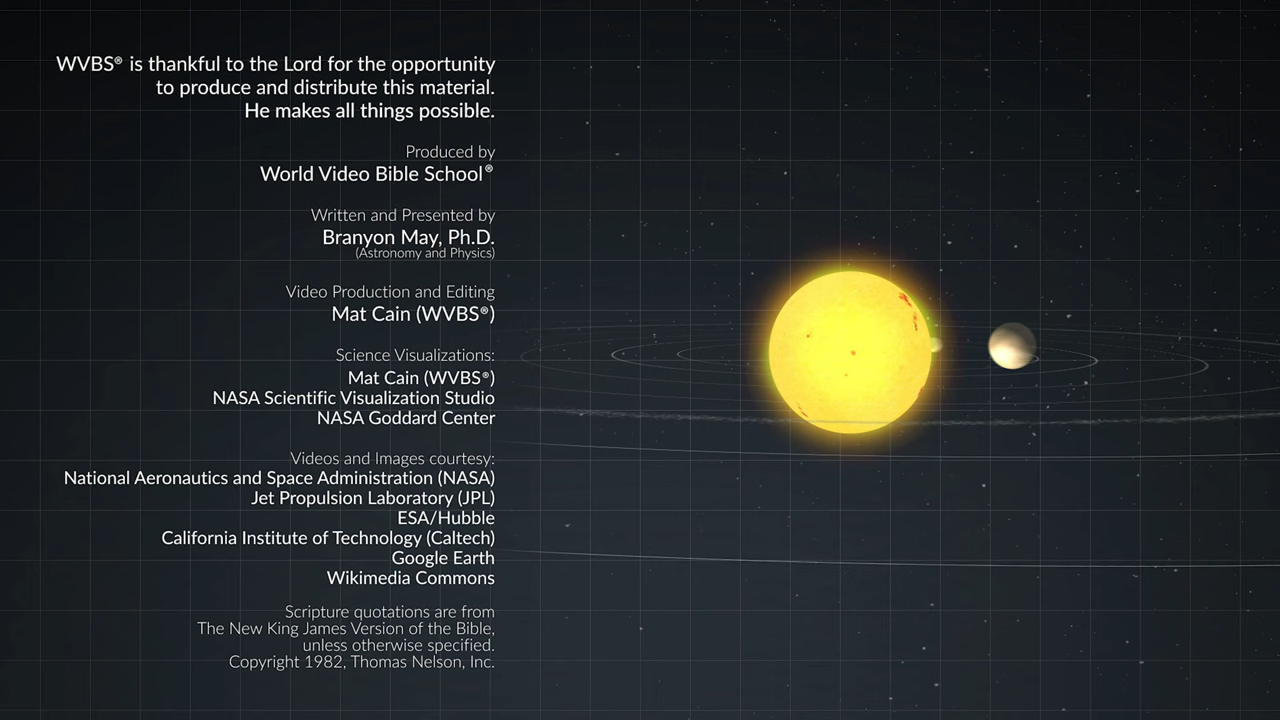 WVBS® is thankful to the Lord for the opportunity
to produce and distribute this material.
He makes all things possible.
Produced by
World Video Bible School®
Written and Presented by
Branyon May, Ph.D.
(Astronomy and Physics)
Video Production and Editing
Mat Cain (WVBS®)
Science Visualizations:
Mat Cain (WVBS®)
NASA Scientific Visualization Studio
NASA Goddard Center
Videos and Images courtesy:
National Aeronautics and Space Administration (NASA)
Jet Propulsion Laboratory (JPL)
ESA/Hubble
California Institute of Technology (Caltech)
Google Earth
Wikimedia Commons
Scripture quotations are from
The New King James Version of the Bible,
unless otherwise specified.
Copyright 1982, Thomas Nelson, Inc.